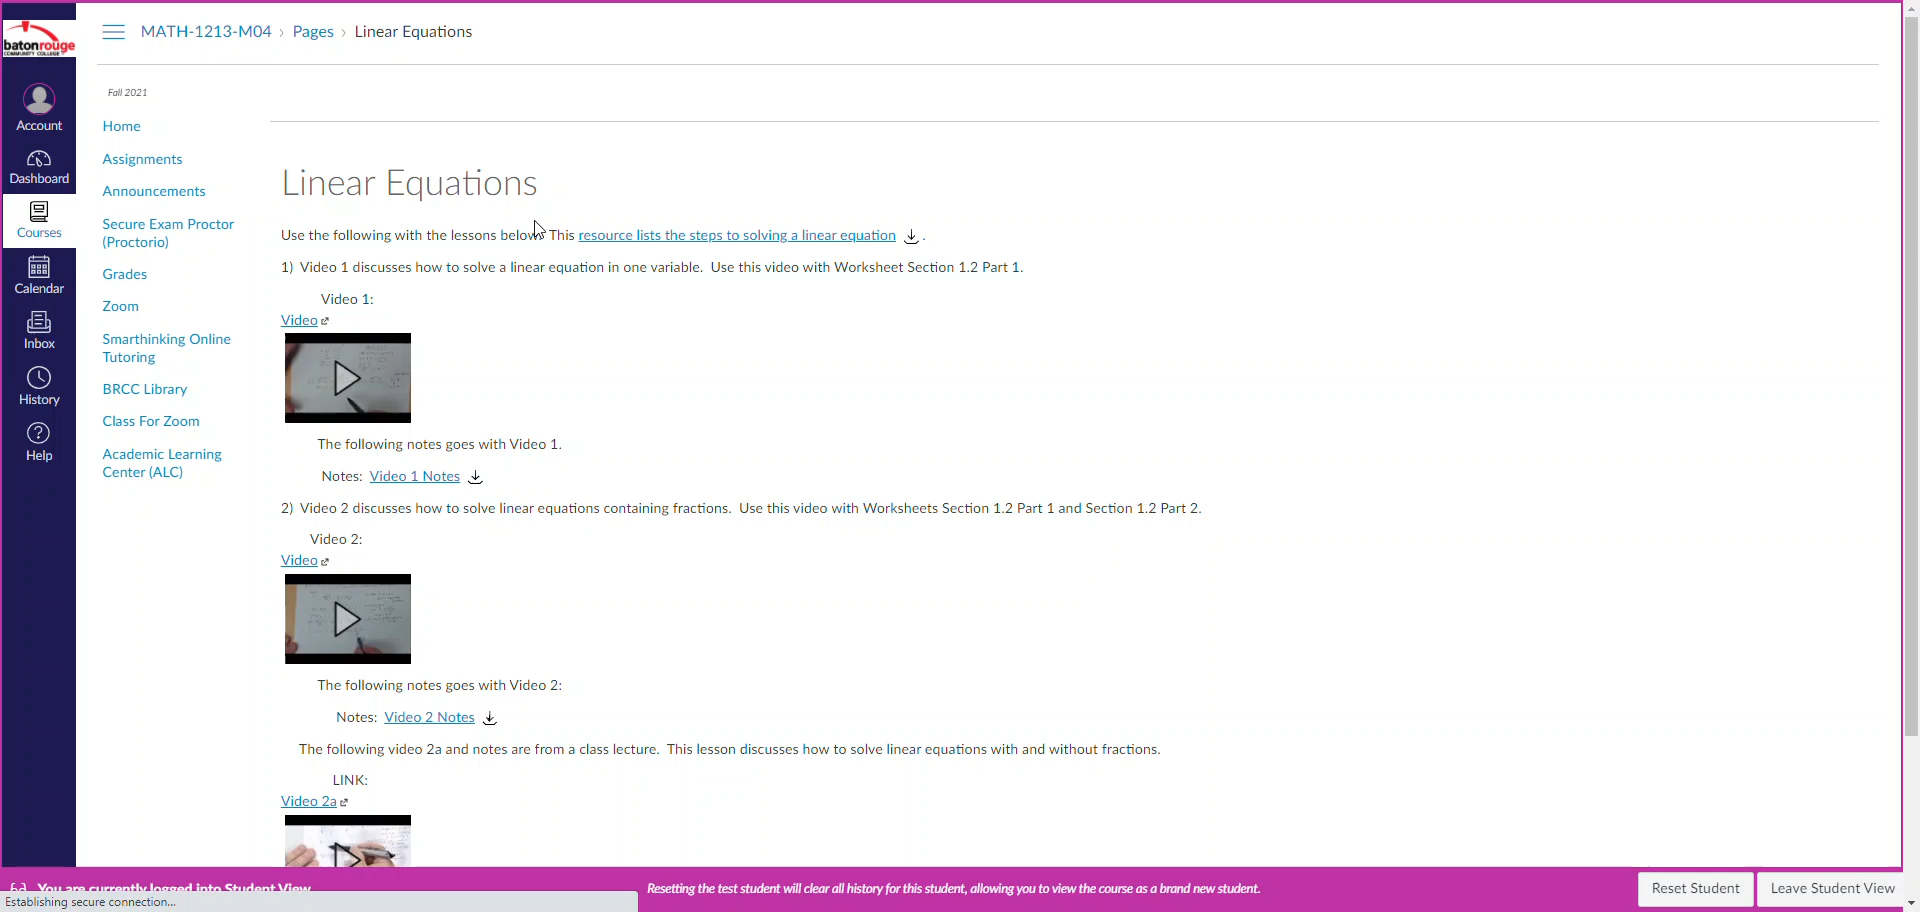 batonrouge
COMMUNITY COLLEGE
MATH-1213-M04 › Pages › Linear Equations
Account
Dashboard
Courses
Calendar
Inbox
History
Help
Fall 2021
Home
Assignments
Announcements
Secure Exam Proctor
(Proctorio)
Grades
Zoom
Smarthinking Online
Tutoring
BRCC Library
Class For Zoom
Academic Learning
Center (ALC)
Linear Equations
Use the following with the lessons below. This resource lists the steps to solving a linear equation .
1) Video 1 discusses how to solve a linear equation in one variable. Use this video with Worksheet Section 1.2 Part 1.
Video 1:
Video
The following notes goes with Video 1.
Notes: Video 1 Notes
2) Video 2 discusses how to solve linear equations containing fractions. Use this video with Worksheets Section 1.2 Part 1 and Section 1.2 Part 2.
Video 2:
Video
The following notes goes with Video 2:
Notes: Video 2 Notes
The following video 2a and notes are from a class lecture. This lesson discusses how to solve linear equations with and without fractions.
LINK:
Video 2a
You are currently logged into Student View
Resetting the test student will clear all history for this student, allowing you to view the course as a brand new student.
Reset Student
Leave Student View
Establishing secure connection...